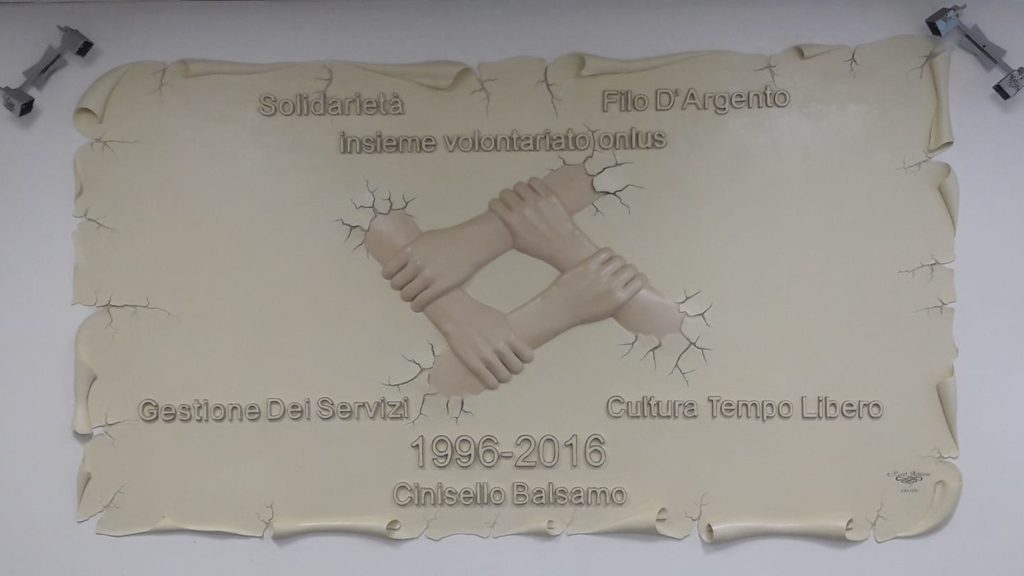 Solidarietà Filo D'Argento
insieme volontariato onlus
Gestione Dei Servizi Cultura Tempo Libero
1996-2016
Cinisello Balsamo